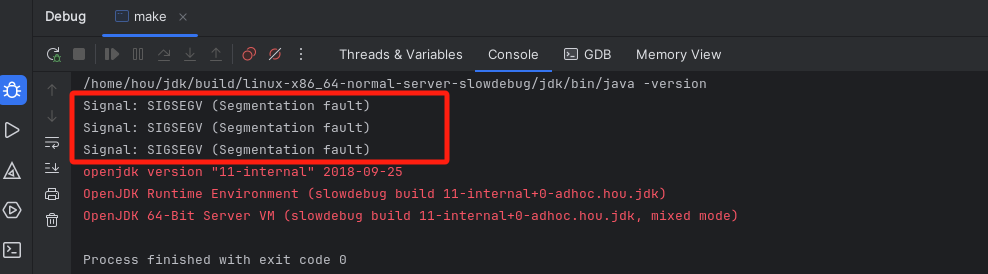 Debug make
Threads & Variables Console GDB Memory View
/home/hou/jdk/build/linux-x86_64-normal-server-slowdebug/jdk/bin/java -version
Signal: SIGSEGV (Segmentation fault)
Signal: SIGSEGV (Segmentation fault)
Signal: SIGSEGV (Segmentation fault)
openjdk version "11-internal" 2018-09-25
OpenJDK Runtime Environment (slowdebug build 11-internal+0-adhoc.hou.jdk)
OpenJDK 64-Bit Server VM (slowdebug build 11-internal+0-adhoc.hou.jdk, mixed mode)
Process finished with exit code 0